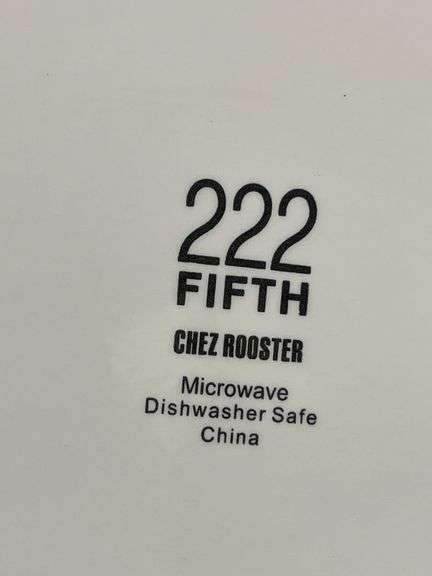 222
FIFTH
CHEZ ROOSTER
Microwave
Dishwasher Safe
China